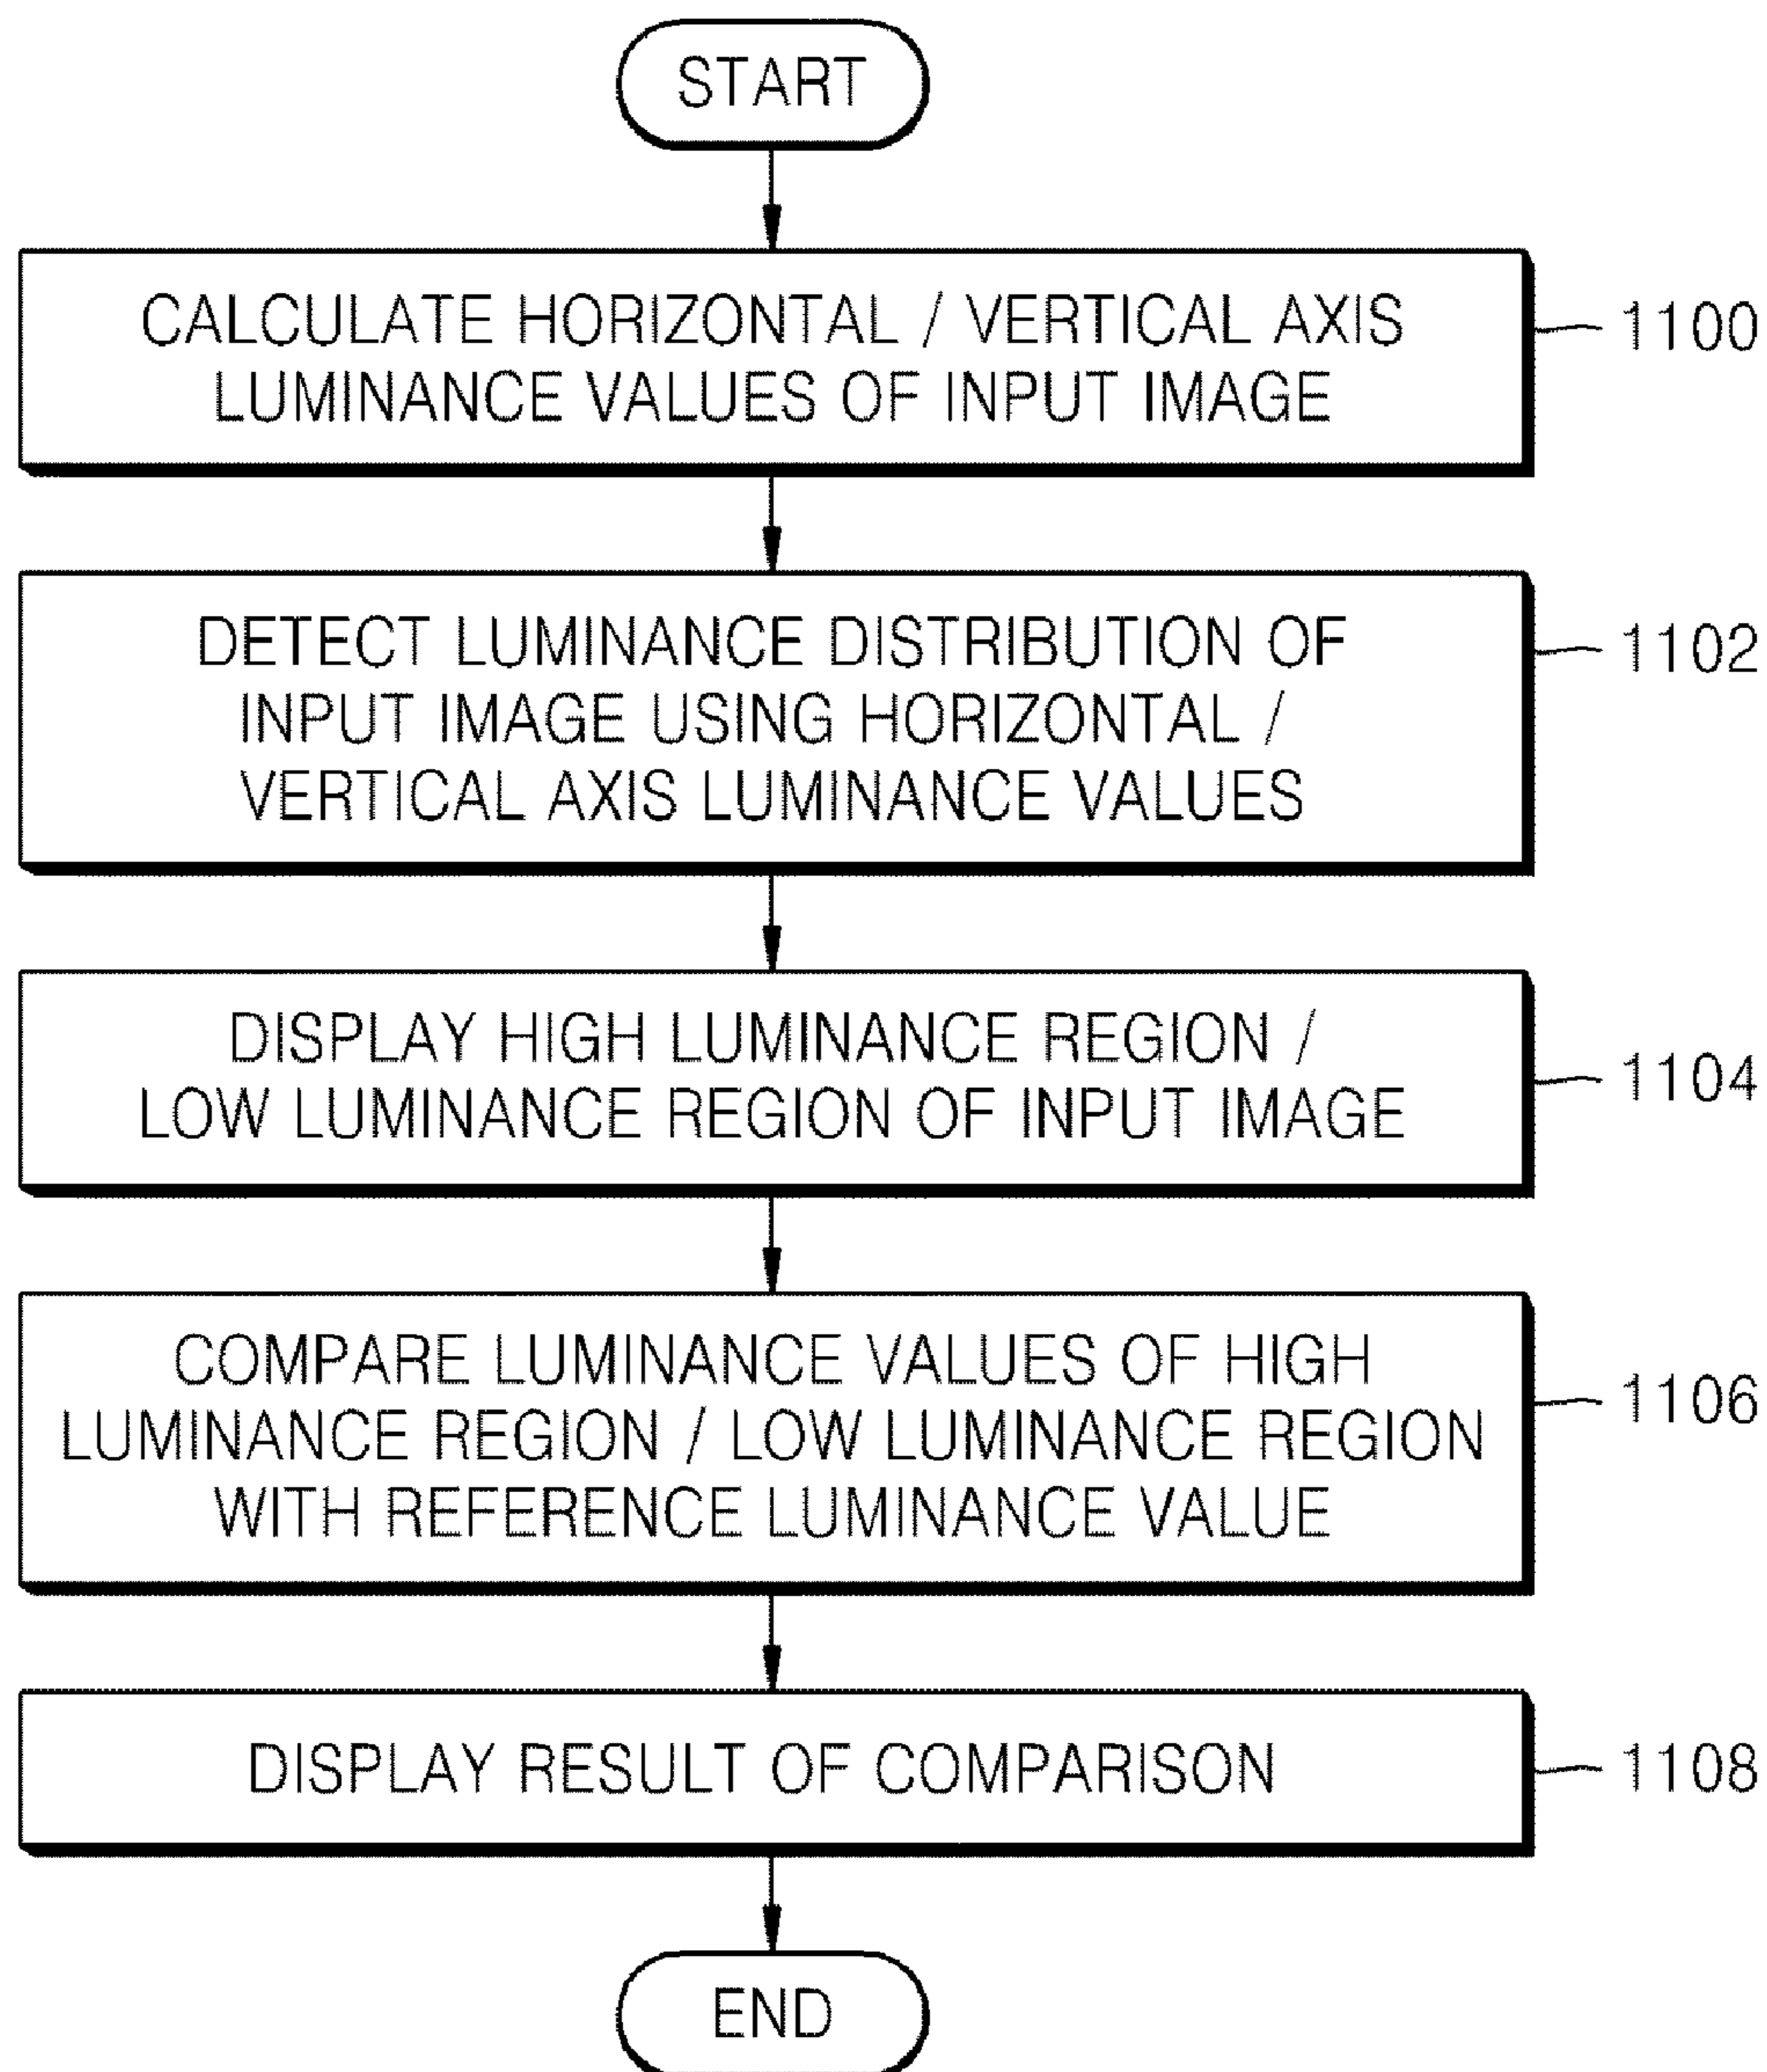 START
CALCULATE HORIZONTAL / VERTICAL AXIS
LUMINANCE VALUES OF INPUT IMAGE
1100
DETECT LUMINANCE DISTRIBUTION OF
INPUT IMAGE USING HORIZONTAL /
VERTICAL AXIS LUMINANCE VALUES
1102
DISPLAY HIGH LUMINANCE REGION /
LOW LUMINANCE REGION OF INPUT IMAGE
1104
COMPARE LUMINANCE VALUES OF HIGH
LUMINANCE REGION / LOW LUMINANCE REGION
WITH REFERENCE LUMINANCE VALUE
1106
DISPLAY RESULT OF COMPARISON
1108
END